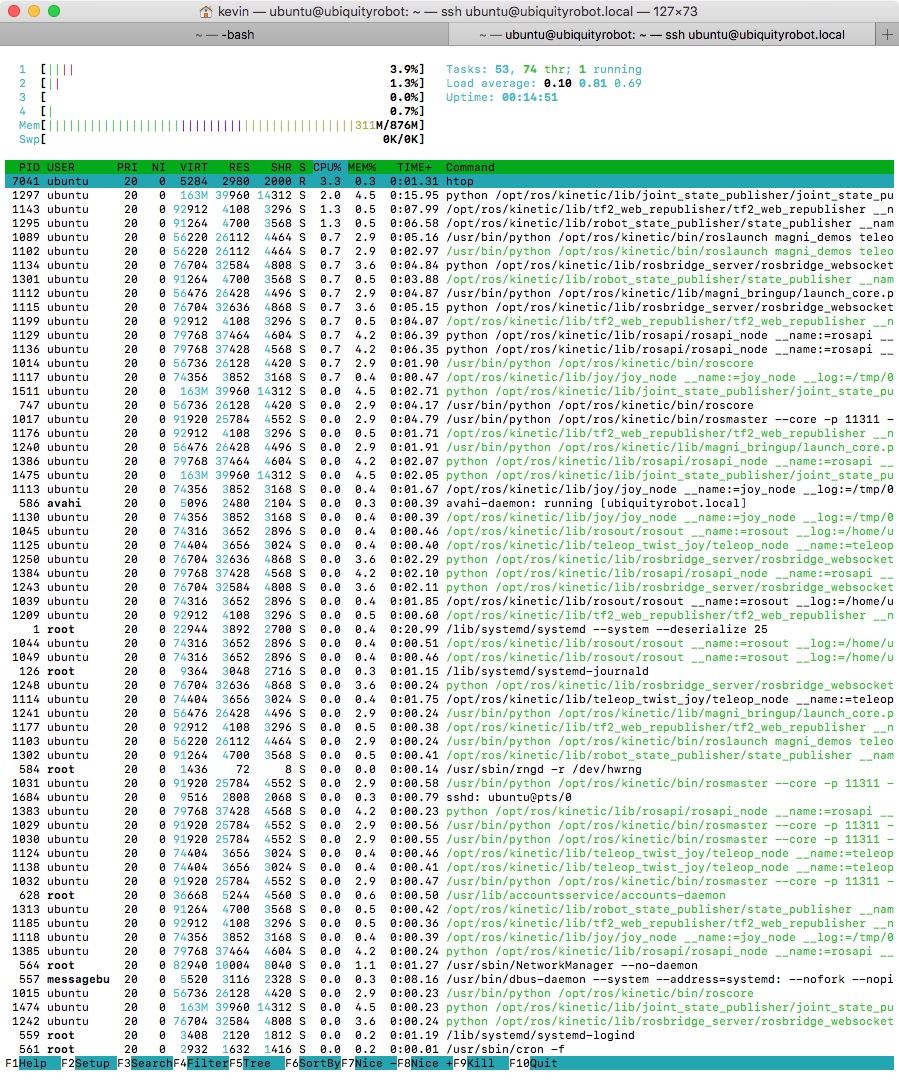 kevin — ubuntu@ubiquityrobot: ~ — ssh ubuntu@ubiquityrobot.local — 127×73
~ — -bash
~ — ubuntu@ubiquityrobot: ~ — ssh ubuntu@ubiquityrobot.local +
1 [|||| 3.9%] Tasks: 53, 74 thr; 1 running
2 [|| 1.3%] Load average: 0.10 0.81 0.69
3 [ 0.0%] Uptime: 00:14:51
4 [| 0.7%]
Mem[||||||||||||||||||||||||||||||||||||||||||||311M/876M]
Swp[ 0K/0K]
PID USER PRI NI VIRT RES SHR S CPU% MEM% TIME+ Command
7041 ubuntu 20 0 5284 2980 2000 R 3.3 0.3 0:01.31 htop
1297 ubuntu 20 0 163M 39960 14312 S 2.0 4.5 0:15.95 python /opt/ros/kinetic/lib/joint_state_publisher/joint_state_pu
1143 ubuntu 20 0 92912 4108 3296 S 1.3 0.5 0:07.99 /opt/ros/kinetic/lib/tf2_web_republisher/tf2_web_republisher __n
1295 ubuntu 20 0 91264 4700 3568 S 1.3 0.5 0:06.58 /opt/ros/kinetic/lib/robot_state_publisher/state_publisher __nam
1089 ubuntu 20 0 56220 26112 4464 S 0.7 2.9 0:05.16 /usr/bin/python /opt/ros/kinetic/bin/roslaunch magni_demos teleo
1102 ubuntu 20 0 56220 26112 4464 S 0.7 2.9 0:02.97 /usr/bin/python /opt/ros/kinetic/bin/roslaunch magni_demos teleo
1134 ubuntu 20 0 76704 32584 4808 S 0.7 3.6 0:04.84 python /opt/ros/kinetic/lib/rosbridge_server/rosbridge_websocket
1301 ubuntu 20 0 91264 4700 3568 S 0.7 0.5 0:03.88 /opt/ros/kinetic/lib/robot_state_publisher/state_publisher __nam
1112 ubuntu 20 0 56476 26428 4496 S 0.7 2.9 0:04.87 /usr/bin/python /opt/ros/kinetic/lib/magni_bringup/launch_core.p
1115 ubuntu 20 0 76704 32636 4868 S 0.7 3.6 0:05.15 python /opt/ros/kinetic/lib/rosbridge_server/rosbridge_websocket
1199 ubuntu 20 0 92912 4108 3296 S 0.7 0.5 0:04.07 /opt/ros/kinetic/lib/tf2_web_republisher/tf2_web_republisher __n
1129 ubuntu 20 0 79768 37464 4604 S 0.7 4.2 0:06.39 python /opt/ros/kinetic/lib/rosapi/rosapi_node __name:=rosapi __
1136 ubuntu 20 0 79768 37428 4568 S 0.7 4.2 0:06.35 python /opt/ros/kinetic/lib/rosapi/rosapi_node __name:=rosapi __
1014 ubuntu 20 0 56736 26128 4420 S 0.7 2.9 0:01.90 /usr/bin/python /opt/ros/kinetic/bin/roscore
1117 ubuntu 20 0 74356 3852 3168 S 0.7 0.4 0:00.47 /opt/ros/kinetic/lib/joy/joy_node __name:=joy_node __log:=/tmp/0
1511 ubuntu 20 0 163M 39960 14312 S 0.0 4.5 0:02.71 python /opt/ros/kinetic/lib/joint_state_publisher/joint_state_pu
747 ubuntu 20 0 56736 26128 4420 S 0.0 2.9 0:04.17 /usr/bin/python /opt/ros/kinetic/bin/roscore
1017 ubuntu 20 0 91920 25784 4552 S 0.0 2.9 0:04.79 /usr/bin/python /opt/ros/kinetic/bin/rosmaster --core -p 11311 -
1176 ubuntu 20 0 92912 4108 3296 S 0.0 0.5 0:01.71 /opt/ros/kinetic/lib/tf2_web_republisher/tf2_web_republisher __n
1240 ubuntu 20 0 56476 26428 4496 S 0.0 2.9 0:01.91 /usr/bin/python /opt/ros/kinetic/lib/magni_bringup/launch_core.p
1386 ubuntu 20 0 79768 37464 4604 S 0.0 4.2 0:02.07 python /opt/ros/kinetic/lib/rosapi/rosapi_node __name:=rosapi __
1475 ubuntu 20 0 163M 39960 14312 S 0.0 4.5 0:02.05 python /opt/ros/kinetic/lib/joint_state_publisher/joint_state_pu
1113 ubuntu 20 0 74356 3852 3168 S 0.0 0.4 0:01.67 /opt/ros/kinetic/lib/joy/joy_node __name:=joy_node __log:=/tmp/0
586 avahi 20 0 5096 2480 2104 S 0.0 0.3 0:00.39 avahi-daemon: running [ubiquityrobot.local]
1130 ubuntu 20 0 74356 3852 3168 S 0.0 0.4 0:00.39 /opt/ros/kinetic/lib/joy/joy_node __name:=joy_node __log:=/tmp/0
1045 ubuntu 20 0 74316 3652 2896 S 0.0 0.4 0:00.46 /opt/ros/kinetic/lib/rosout/rosout __name:=rosout __log:=/home/u
1125 ubuntu 20 0 74404 3656 3024 S 0.0 0.4 0:00.40 /opt/ros/kinetic/lib/teleop_twist_joy/teleop_node __name:=teleop
1250 ubuntu 20 0 76704 32636 4868 S 0.0 3.6 0:02.29 python /opt/ros/kinetic/lib/rosbridge_server/rosbridge_websocket
1384 ubuntu 20 0 79768 37428 4568 S 0.0 4.2 0:02.10 python /opt/ros/kinetic/lib/rosapi/rosapi_node __name:=rosapi __
1243 ubuntu 20 0 76704 32584 4808 S 0.0 3.6 0:02.11 python /opt/ros/kinetic/lib/rosbridge_server/rosbridge_websocket
1039 ubuntu 20 0 74316 3652 2896 S 0.0 0.4 0:01.85 /opt/ros/kinetic/lib/rosout/rosout __name:=rosout __log:=/home/u
1209 ubuntu 20 0 92912 4108 3296 S 0.0 0.5 0:00.60 /opt/ros/kinetic/lib/tf2_web_republisher/tf2_web_republisher __n
1 root 20 0 22944 3892 2700 S 0.0 0.4 0:20.99 /lib/systemd/systemd --system --deserialize 25
1044 ubuntu 20 0 74316 3652 2896 S 0.0 0.4 0:00.51 /opt/ros/kinetic/lib/rosout/rosout __name:=rosout __log:=/home/u
1049 ubuntu 20 0 74316 3652 2896 S 0.0 0.4 0:00.46 /opt/ros/kinetic/lib/rosout/rosout __name:=rosout __log:=/home/u
126 root 20 0 9364 3048 2716 S 0.0 0.3 0:01.15 /lib/systemd/systemd-journald
1248 ubuntu 20 0 76704 32636 4868 S 0.0 3.6 0:00.24 python /opt/ros/kinetic/lib/rosbridge_server/rosbridge_websocket
1114 ubuntu 20 0 74404 3656 3024 S 0.0 0.4 0:01.75 /opt/ros/kinetic/lib/teleop_twist_joy/teleop_node __name:=teleop
1241 ubuntu 20 0 56476 26428 4496 S 0.0 2.9 0:00.24 /usr/bin/python /opt/ros/kinetic/lib/magni_bringup/launch_core.p
1177 ubuntu 20 0 92912 4108 3296 S 0.0 0.5 0:00.38 /opt/ros/kinetic/lib/tf2_web_republisher/tf2_web_republisher __n
1103 ubuntu 20 0 56220 26112 4464 S 0.0 2.9 0:00.24 /usr/bin/python /opt/ros/kinetic/bin/roslaunch magni_demos teleo
1302 ubuntu 20 0 91264 4700 3568 S 0.0 0.5 0:00.41 /opt/ros/kinetic/lib/robot_state_publisher/state_publisher __nam
584 root 20 0 1436 72 8 S 0.0 0.0 0:00.14 /usr/sbin/rngd -r /dev/hwrng
1031 ubuntu 20 0 91920 25784 4552 S 0.0 2.9 0:00.58 /usr/bin/python /opt/ros/kinetic/bin/rosmaster --core -p 11311 -
1684 ubuntu 20 0 9516 2808 2068 S 0.0 0.3 0:00.79 sshd: ubuntu@pts/0
1383 ubuntu 20 0 79768 37428 4568 S 0.0 4.2 0:00.23 python /opt/ros/kinetic/lib/rosapi/rosapi_node __name:=rosapi __
1029 ubuntu 20 0 91920 25784 4552 S 0.0 2.9 0:00.56 /usr/bin/python /opt/ros/kinetic/bin/rosmaster --core -p 11311 -
1030 ubuntu 20 0 91920 25784 4552 S 0.0 2.9 0:00.55 /usr/bin/python /opt/ros/kinetic/bin/rosmaster --core -p 11311 -
1124 ubuntu 20 0 74404 3656 3024 S 0.0 0.4 0:00.46 /opt/ros/kinetic/lib/teleop_twist_joy/teleop_node __name:=teleop
1138 ubuntu 20 0 74404 3656 3024 S 0.0 0.4 0:00.41 /opt/ros/kinetic/lib/teleop_twist_joy/teleop_node __name:=teleop
1032 ubuntu 20 0 91920 25784 4552 S 0.0 2.9 0:00.47 /usr/bin/python /opt/ros/kinetic/bin/rosmaster --core -p 11311 -
628 root 20 0 36668 5244 4560 S 0.0 0.6 0:00.50 /usr/lib/accountsservice/accounts-daemon
1313 ubuntu 20 0 91264 4700 3568 S 0.0 0.5 0:00.42 /opt/ros/kinetic/lib/robot_state_publisher/state_publisher __nam
1185 ubuntu 20 0 92912 4108 3296 S 0.0 0.5 0:00.36 /opt/ros/kinetic/lib/tf2_web_republisher/tf2_web_republisher __n
1118 ubuntu 20 0 74356 3852 3168 S 0.0 0.4 0:00.39 /opt/ros/kinetic/lib/joy/joy_node __name:=joy_node __log:=/tmp/0
1385 ubuntu 20 0 79768 37464 4604 S 0.0 4.2 0:00.24 python /opt/ros/kinetic/lib/rosapi/rosapi_node __name:=rosapi __
564 root 20 0 82940 10004 8040 S 0.0 1.1 0:01.27 /usr/sbin/NetworkManager --no-daemon
557 messagebu 20 0 5520 3116 2328 S 0.0 0.3 0:08.16 /usr/bin/dbus-daemon --system --address=systemd: --nofork --nopi
1015 ubuntu 20 0 56736 26128 4420 S 0.0 2.9 0:00.23 /usr/bin/python /opt/ros/kinetic/bin/roscore
1474 ubuntu 20 0 163M 39960 14312 S 0.0 4.5 0:00.23 python /opt/ros/kinetic/lib/joint_state_publisher/joint_state_pu
1242 ubuntu 20 0 76704 32584 4808 S 0.0 3.6 0:00.24 python /opt/ros/kinetic/lib/rosbridge_server/rosbridge_websocket
559 root 20 0 3408 2120 1812 S 0.0 0.2 0:01.19 /lib/systemd/systemd-logind
561 root 20 0 2932 1632 1416 S 0.0 0.2 0:00.01 /usr/sbin/cron -f
F1Help F2Setup F3SearchF4FilterF5Tree F6SortByF7Nice -F8Nice +F9Kill F10Quit